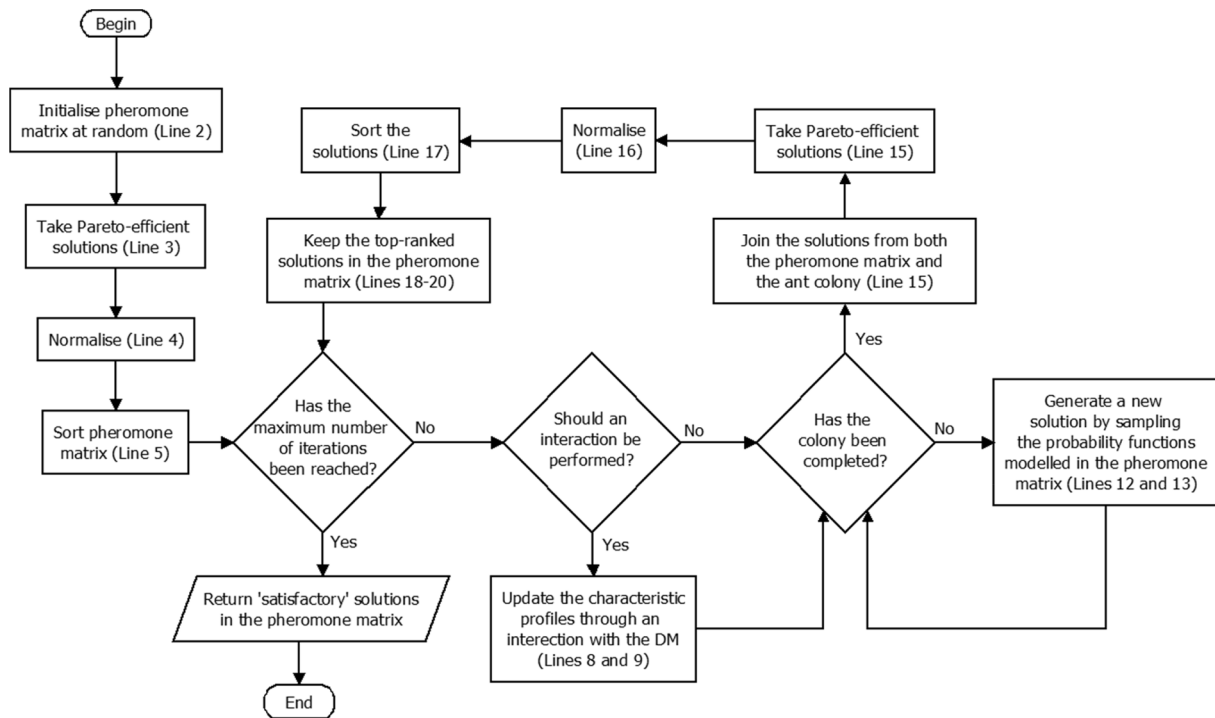 Begin
Initialise pheromone
matrix at random (Line 2)
Take Pareto-efficient
solutions (Line 3)
Normalise (Line 4)
Sort pheromone
matrix (Line 5)
Has the
maximum number
of iterations
been reached?
No
Yes
Return 'satisfactory' solutions
in the pheromone matrix
End
Should an
interaction be
performed?
No
Yes
Update the characteristic
profiles through an
interection with the DM
(Lines 8 and 9)
Has the
colony been
completed?
No
Yes
Generate a new
solution by sampling
the probability functions
modelled in the pheromone
matrix (Lines 12 and 13)
Join the solutions from both
the pheromone matrix and
the ant colony (Line 15)
Take Pareto-efficient
solutions (Line 15)
Normalise
(Line 16)
Sort the
solutions (Line 17)
Keep the top-ranked
solutions in the pheromone
matrix (Lines 18-20)